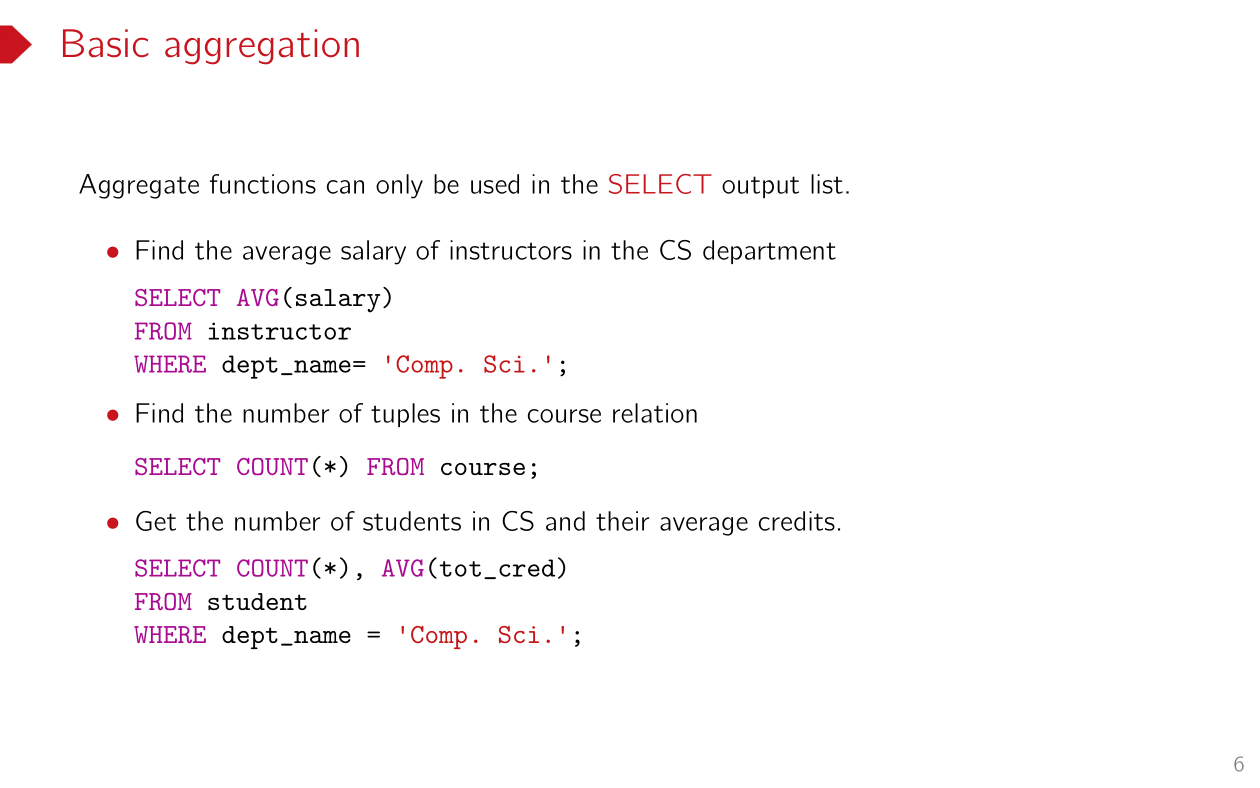 Basic aggregation
Aggregate functions can only be used in the SELECT output list.
• Find the average salary of instructors in the CS department
SELECT AVG(salary)
FROM instructor
WHERE dept_name= 'Comp. Sci.';
• Find the number of tuples in the course relation
SELECT COUNT(*) FROM course;
• Get the number of students in CS and their average credits.
SELECT COUNT(*), AVG(tot_cred)
FROM student
WHERE dept_name = 'Comp. Sci.';
6